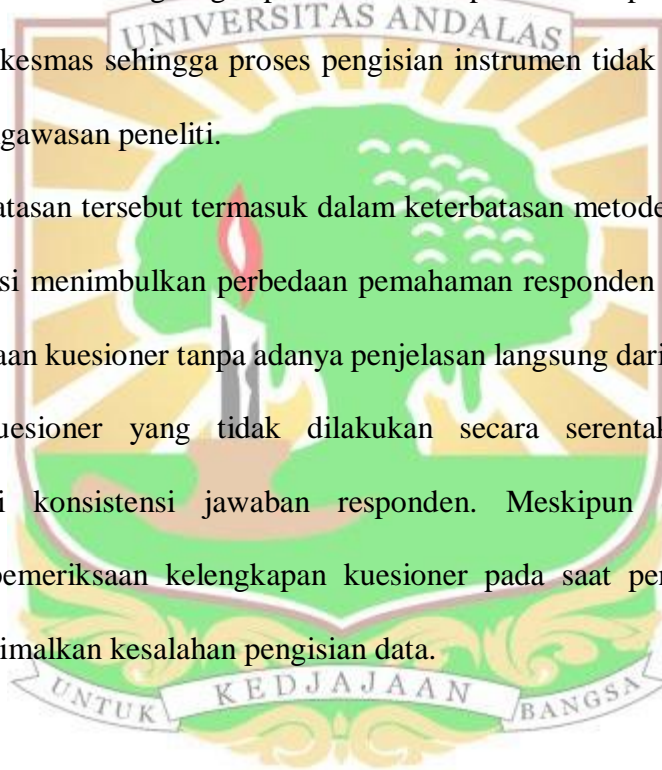 UNIVERSITAS ANDALAS
kesmas sehingga proses pengisian instrumen tidak
gawasan peneliti.
atasan tersebut termasuk dalam keterbatasan metode
si menimbulkan perbedaan pemahaman responden
aan kuesioner tanpa adanya penjelasan langsung dari
uesioner yang tidak dilakukan secara serentak
i konsistensi jawaban responden. Meskipun
pemeriksaan kelengkapan kuesioner pada saat pen
imalkan kesalahan pengisian data.
UNTUK KEDJAJAAN BANGSA